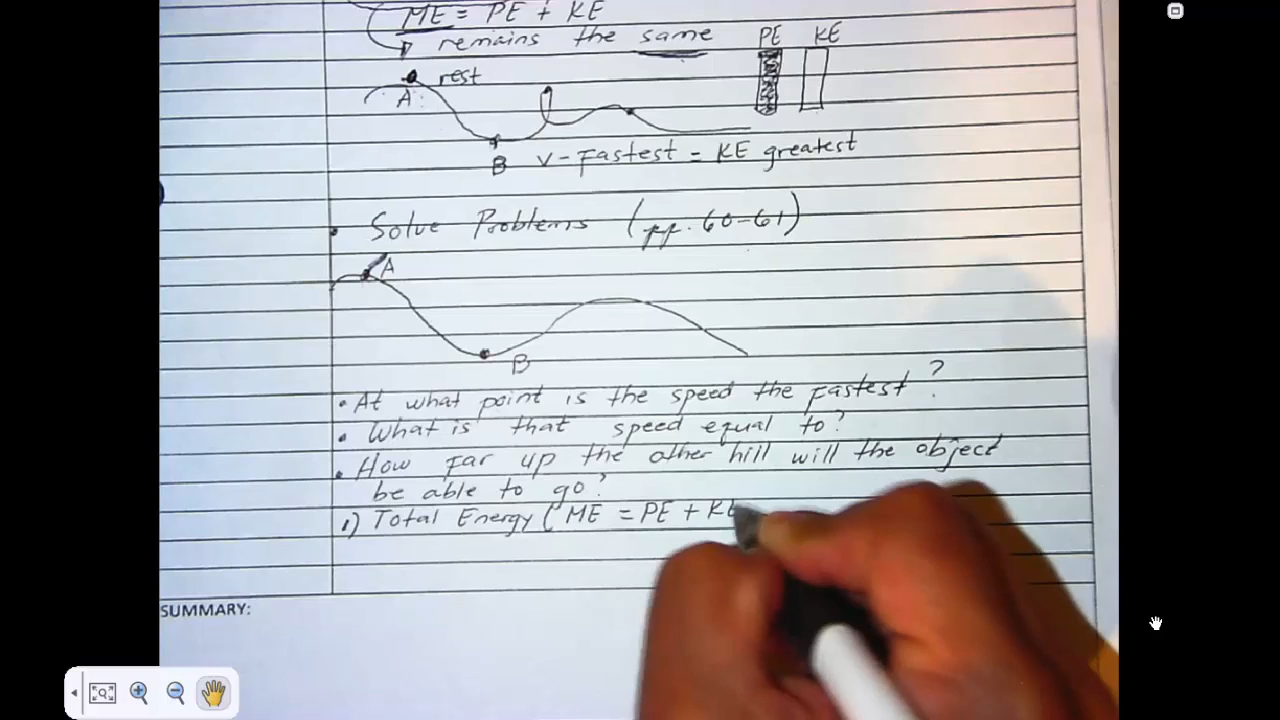 ME = PE + KE
remains the same
PE KE
rest
A
B
V-Fastest = KE greatest
• Solve Problems (pp. 60-61)
A
B
• At what point is the speed the fastest?
• What is that speed equal to?
• How far up the other hill will the object
be able to go?
1) Total Energy (ME = PE + KE
SUMMARY: